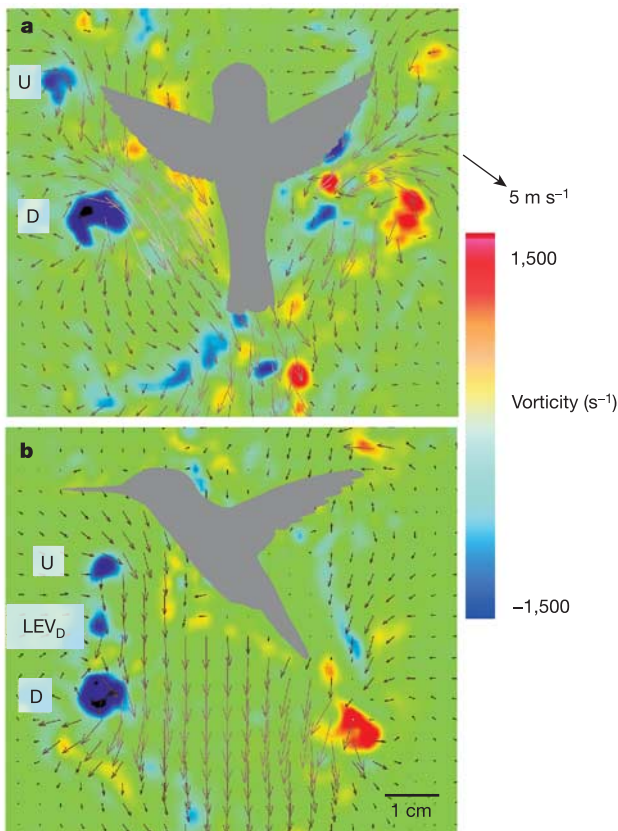 a
U
D
5 m s⁻¹
1,500
Vorticity (s⁻¹)
−1,500
b
U
LEV_D
D
1 cm